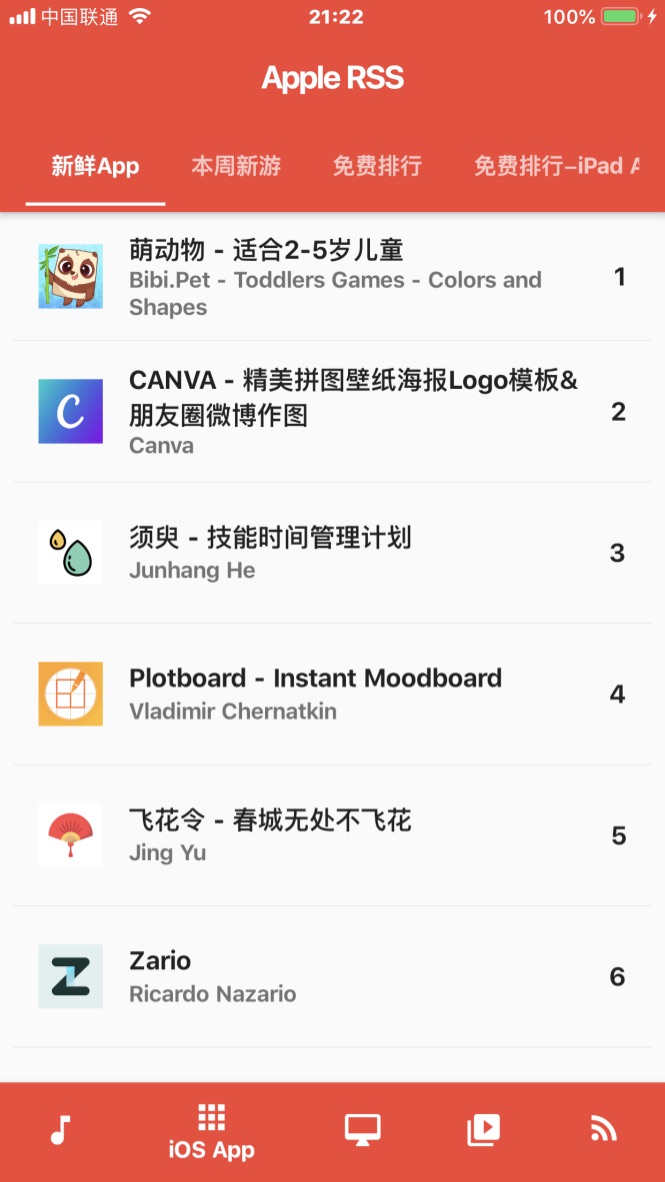 中国联通
21:22
100%
Apple RSS
新鲜App
本周新游
免费排行
免费排行-iPad A
萌动物 - 适合2-5岁儿童
Bibi.Pet - Toddlers Games - Colors and
Shapes
1
CANVA - 精美拼图壁纸海报Logo模板&
朋友圈微博作图
Canva
2
须臾 - 技能时间管理计划
Junhang He
3
Plotboard - Instant Moodboard
Vladimir Chernatkin
4
飞花令 - 春城无处不飞花
Jing Yu
5
Zario
Ricardo Nazario
6
iOS App